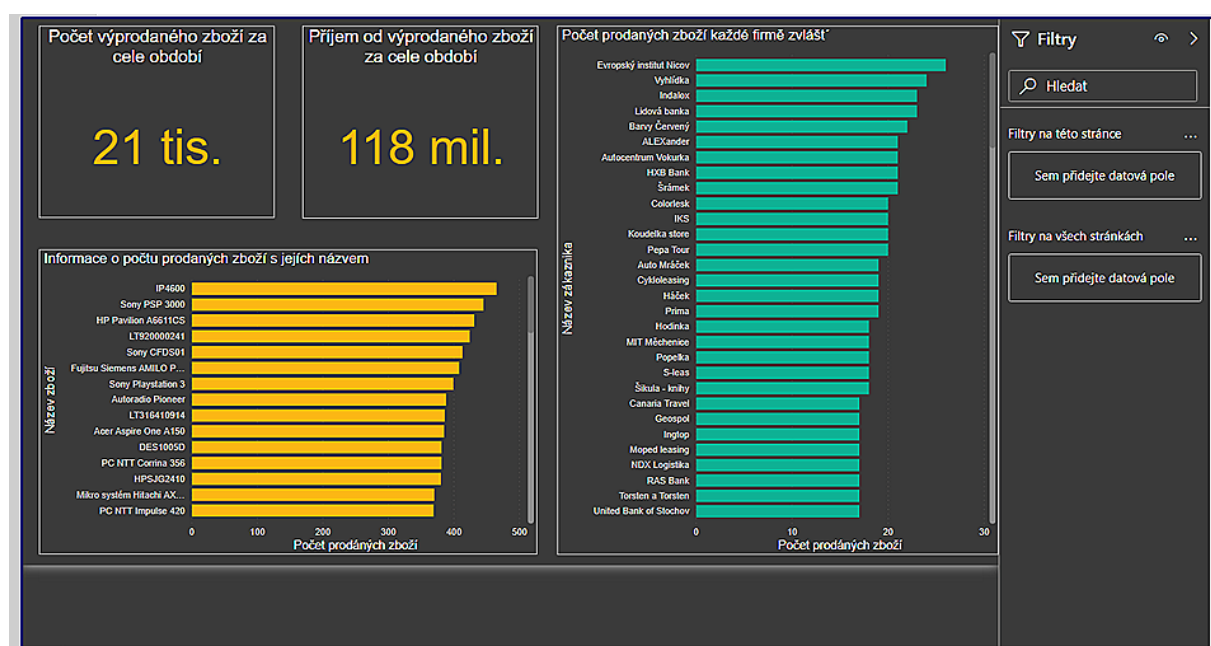 Počet výprodaného zboží za
cele období
21 tis.
Příjem od výprodaného zboží
za cele období
118 mil.
Informace o počtu prodaných zboží s jejích názvem
Název zboží
IP4600
Sony PSP 3000
HP Pavilion A6611CS
LT920000241
Sony CFDS01
Fujitsu Siemens AMILO P...
Sony Playstation 3
Autoradio Pioneer
LT316410914
Acer Aspire One A150
DES1005D
PC NTT Corrina 356
HPSJG2410
Mikro systém Hitachi AX...
PC NTT Impulse 420
0 100 200 300 400 500
Počet prodáných zboží
Počet prodaných zboží každé firmě zvlášt´
Název zákazníka
Evropský institut Nicov
Vyhlídka
Indalox
Lidová banka
Barvy Červený
ALEXander
Autocentrum Vokurka
HXB Bank
Šrámek
Colorlesk
IKS
Koudelka store
Pepa Tour
Auto Mráček
Cykloleasing
Háček
Prima
Hodinka
MIT Měchenice
Popelka
S-leas
Šikula - knihy
Canaria Travel
Geospol
Ingtop
Moped leasing
NDX Logistika
RAS Bank
Torsten a Torsten
United Bank of Stochov
0 10 20 30
Počet prodáných zboží
Filtry
Hledat
Filtry na této stránce ...
Sem přidejte datová pole
Filtry na všech stránkách ...
Sem přidejte datová pole